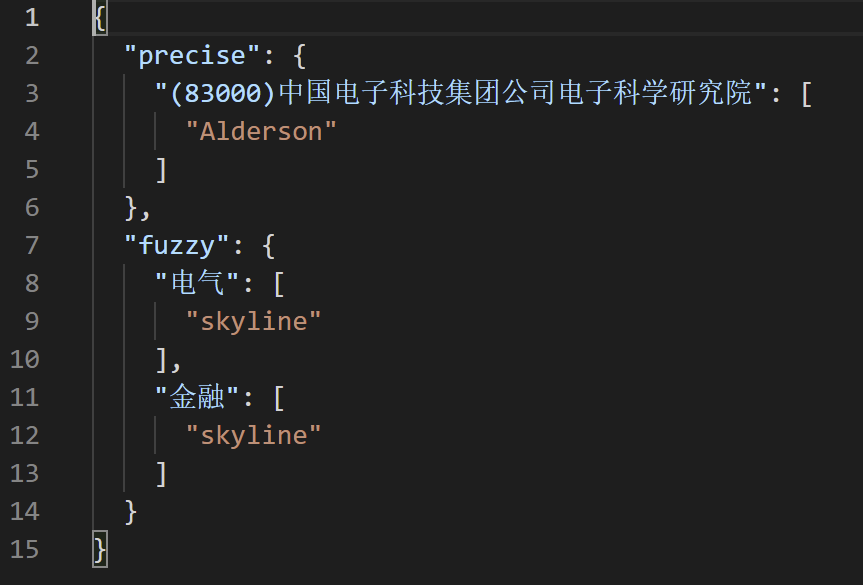 1 {
2 "precise": {
3 "(83000)中国电子科技集团公司电子科学研究院": [
4 "Alderson"
5 ]
6 },
7 "fuzzy": {
8 "电气": [
9 "skyline"
10 ],
11 "金融": [
12 "skyline"
13 ]
14 }
15 }